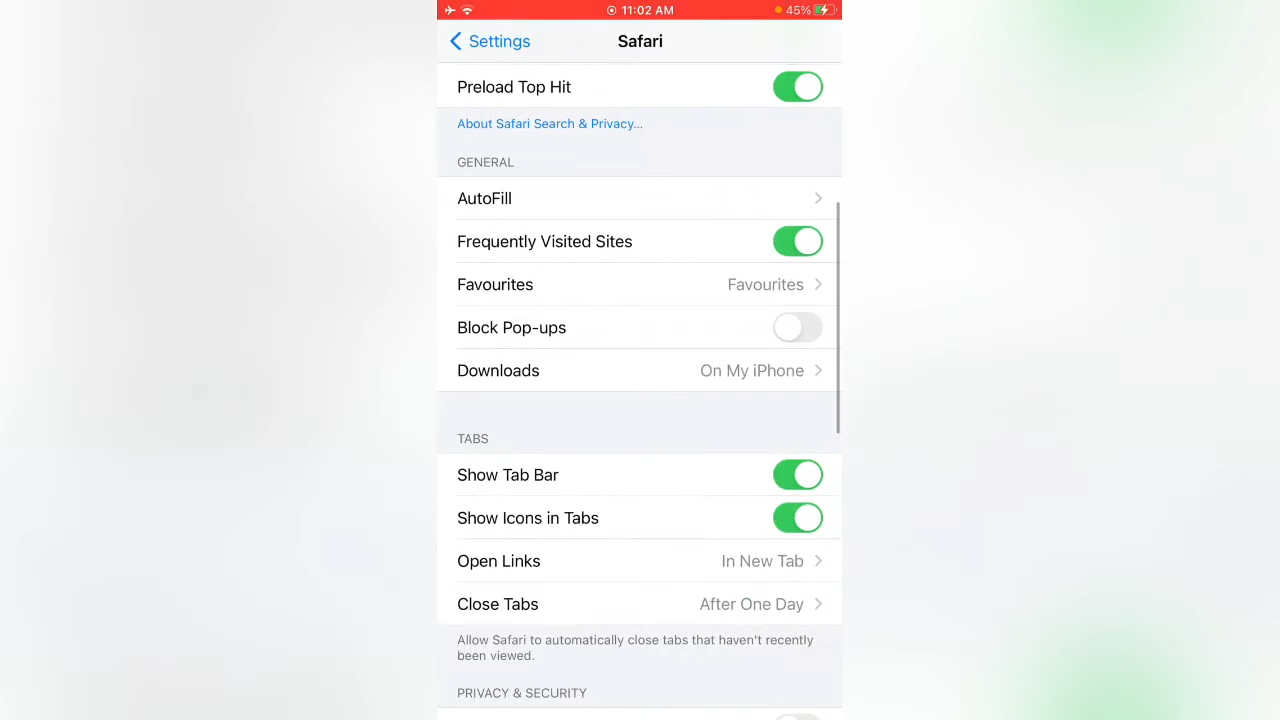 11:02 AM
45%
Settings
Safari
Preload Top Hit
About Safari Search & Privacy...
GENERAL
AutoFill
Frequently Visited Sites
Favourites Favourites
Block Pop-ups
Downloads On My iPhone
TABS
Show Tab Bar
Show Icons in Tabs
Open Links In New Tab
Close Tabs After One Day
Allow Safari to automatically close tabs that haven't recently
been viewed.
PRIVACY & SECURITY